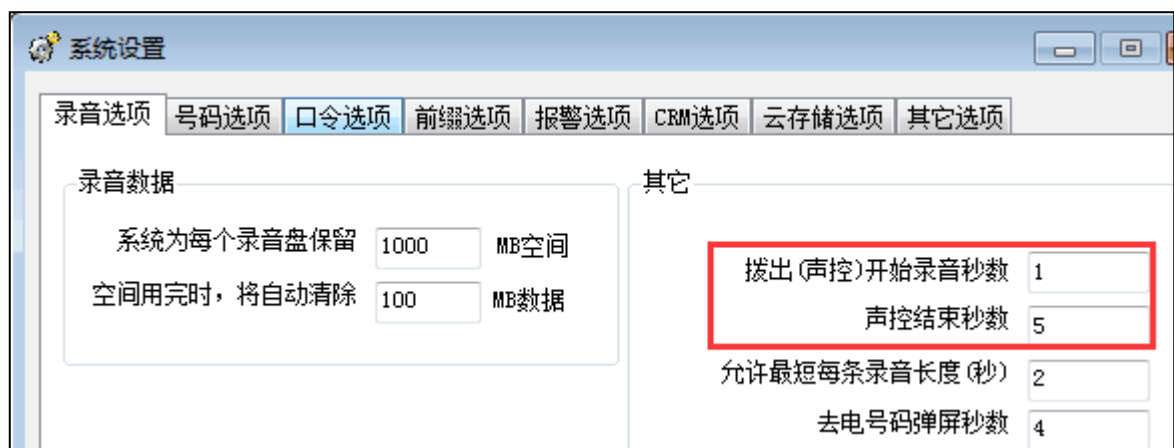 系统设置
录音选项 号码选项 口令选项 前缀选项 报警选项 CRM选项 云存储选项 其它选项
录音数据
系统为每个录音盘保留 1000 MB空间
空间用完时，将自动清除 100 MB数据
其它
拨出(声控)开始录音秒数 1
声控结束秒数 5
允许最短每条录音长度(秒) 2
去电号码弹屏秒数 4